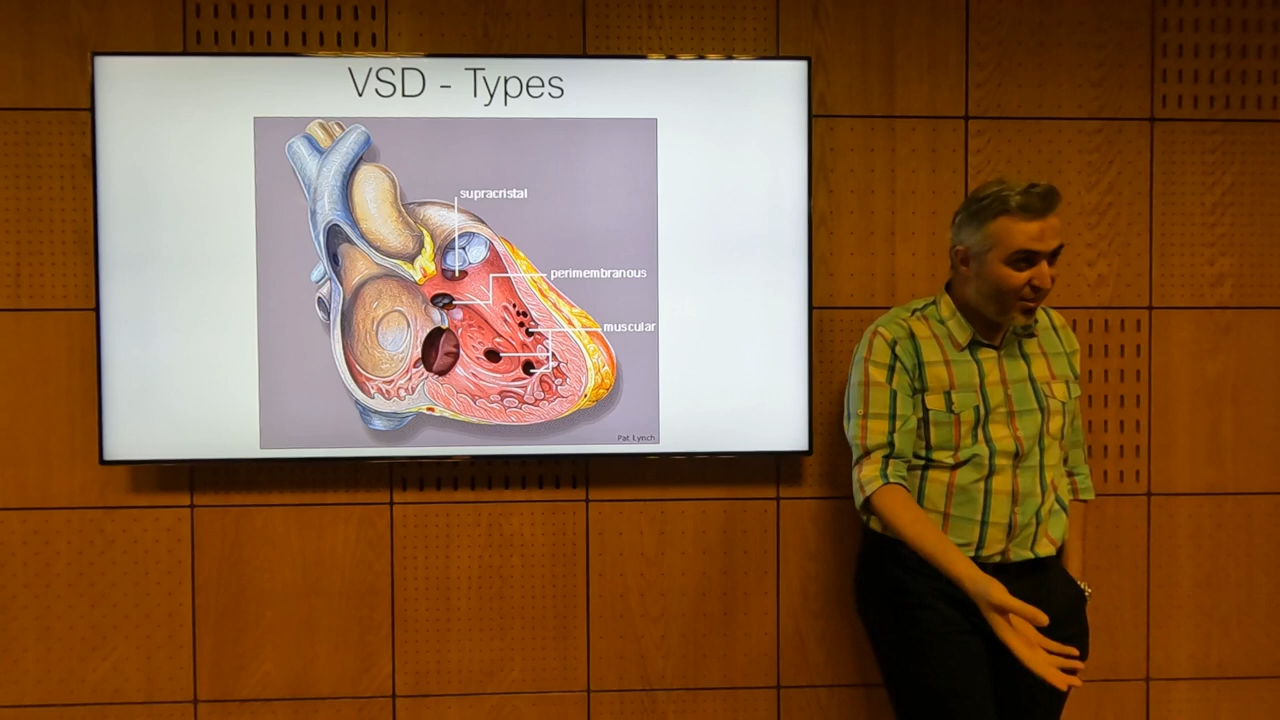 VSD - Types
supracristal
perimembranous
muscular
Pat Lynch